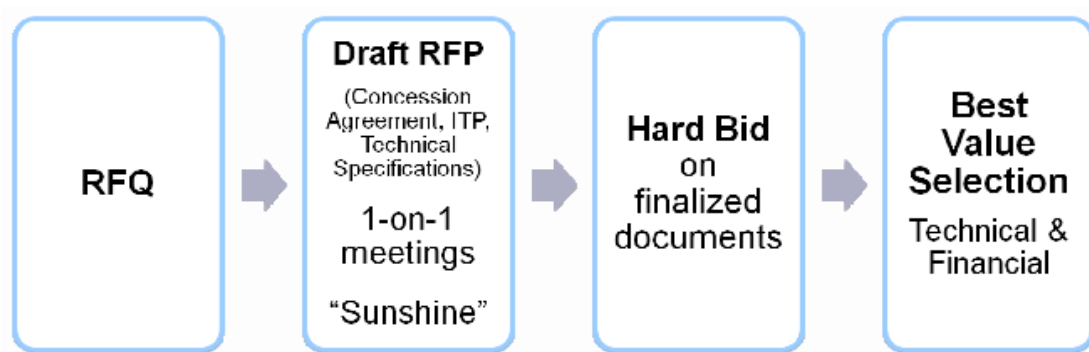 RFQ
Draft RFP
(Concession
Agreement, ITP,
Technical
Specifications)
1-on-1
meetings
“Sunshine”
Hard Bid
on
finalized
documents
Best
Value
Selection
Technical &
Financial